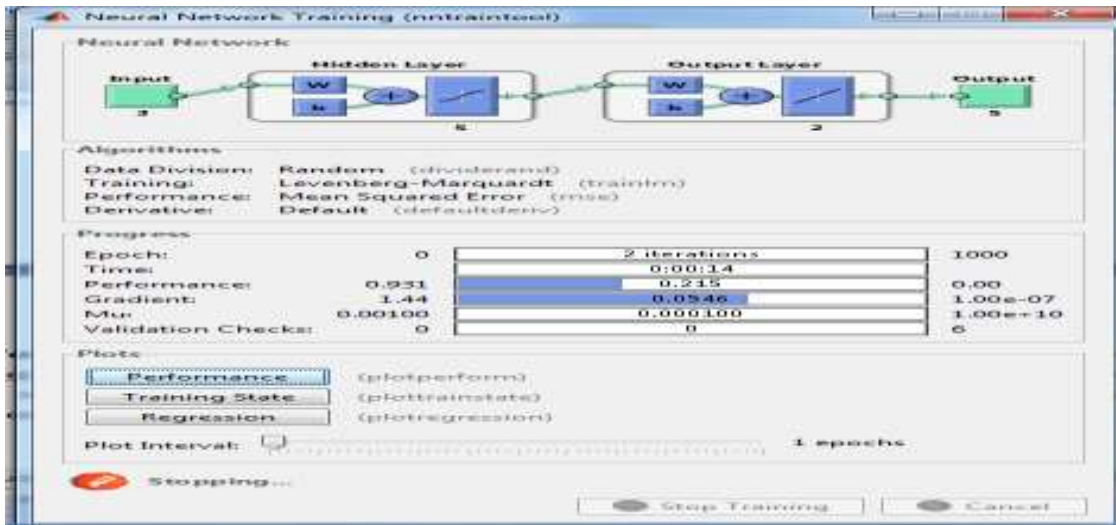 Neural Network Training (nntraintool)
Neural Network
Hidden Layer
Output Layer
Input
Output
W
b
+
W
b
+
3
2
Algorithms
Data Division: Random (dividerand)
Training: Levenberg-Marquardt (trainlm)
Performance: Mean Squared Error (mse)
Derivative: Default (defaultderiv)
Progress
Epoch: 0 2 iterations 1000
Time: 0:00:14
Performance: 0.931 0.215 0.00
Gradient: 1.44 0.0546 1.00e-07
Mu: 0.00100 0.000100 1.00e+10
Validation Checks: 0 0 6
Plots
Performance (plotperform)
Training State (plottrainstate)
Regression (plotregression)
Plot Interval: 1 epochs
Stopping...
Stop Training Cancel